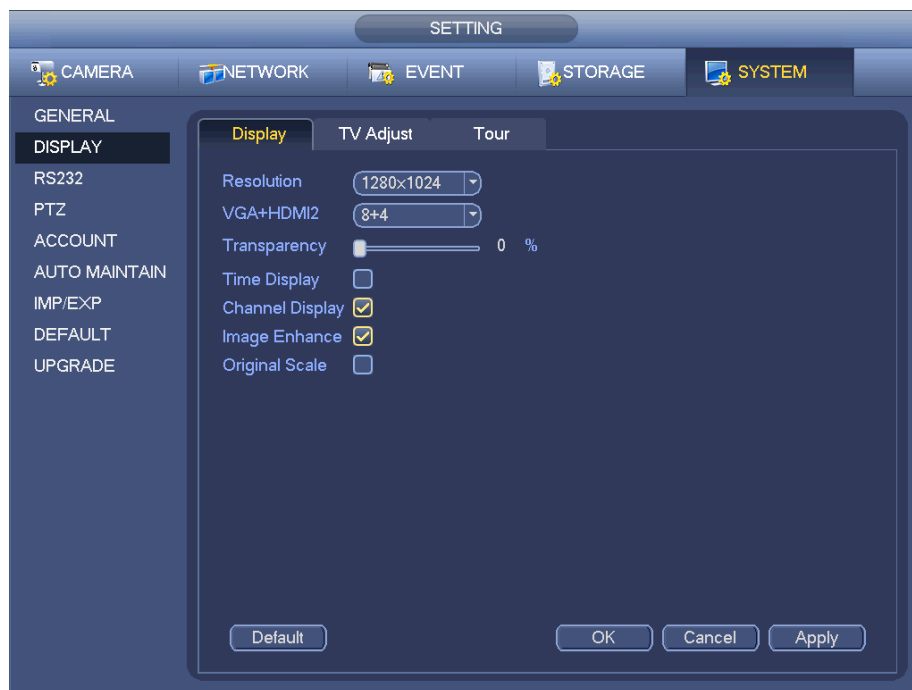 SETTING
CAMERA NETWORK EVENT STORAGE SYSTEM
GENERAL
DISPLAY
RS232
PTZ
ACCOUNT
AUTO MAINTAIN
IMP/EXP
DEFAULT
UPGRADE
Display TV Adjust Tour
Resolution 1280×1024
VGA+HDMI2 8+4
Transparency 0 %
Time Display
Channel Display
Image Enhance
Original Scale
Default OK Cancel Apply